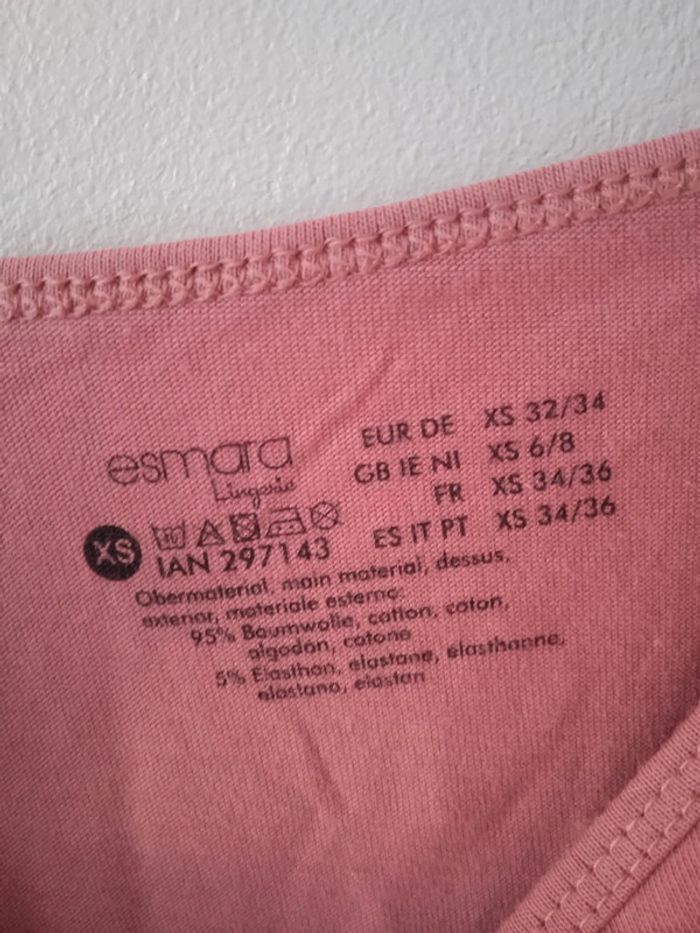 esmara
Lingerie
XS
IAN 297143
EUR DE XS 32/34
GB IE NI XS 6/8
FR XS 34/36
ES IT PT XS 34/36
Obermaterial, main material, dessus,
exterior, materiale esterno:
95% Baumwolle, cotton, coton,
algodón, cotone
5% Elasthan, elastane, élasthanne,
elastano, elastan